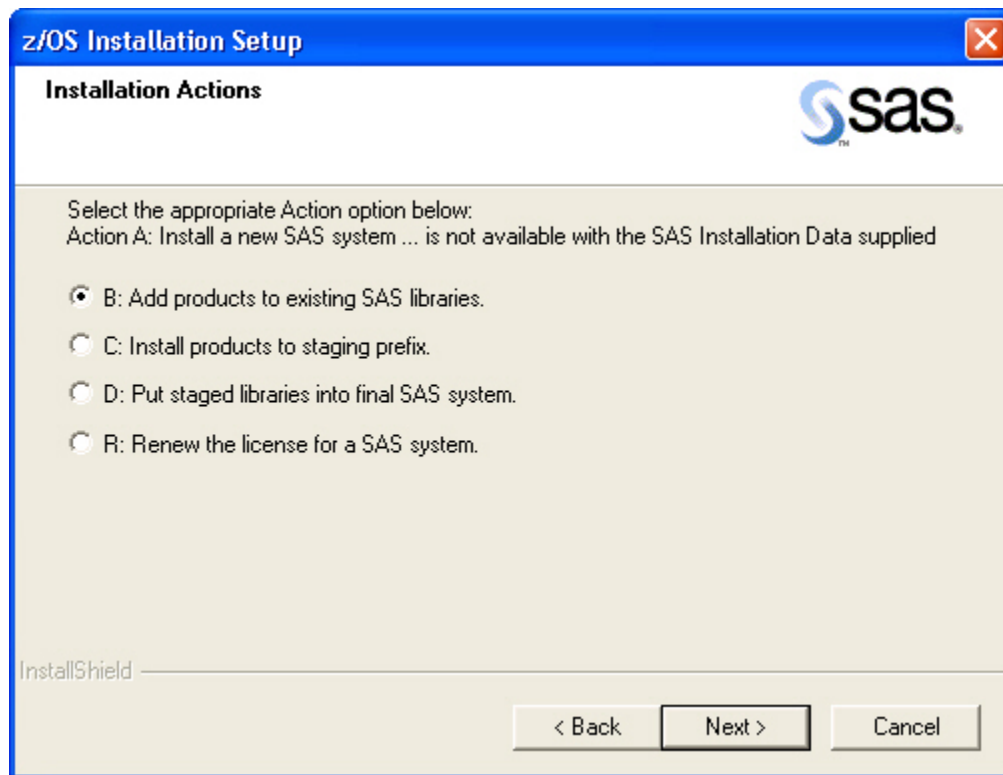 z/OS Installation Setup
Installation Actions
sas®
TM
Select the appropriate Action option below:
Action A: Install a new SAS system ... is not available with the SAS Installation Data supplied
B: Add products to existing SAS libraries.
C: Install products to staging prefix.
D: Put staged libraries into final SAS system.
R: Renew the license for a SAS system.
InstallShield
< Back
Next >
Cancel